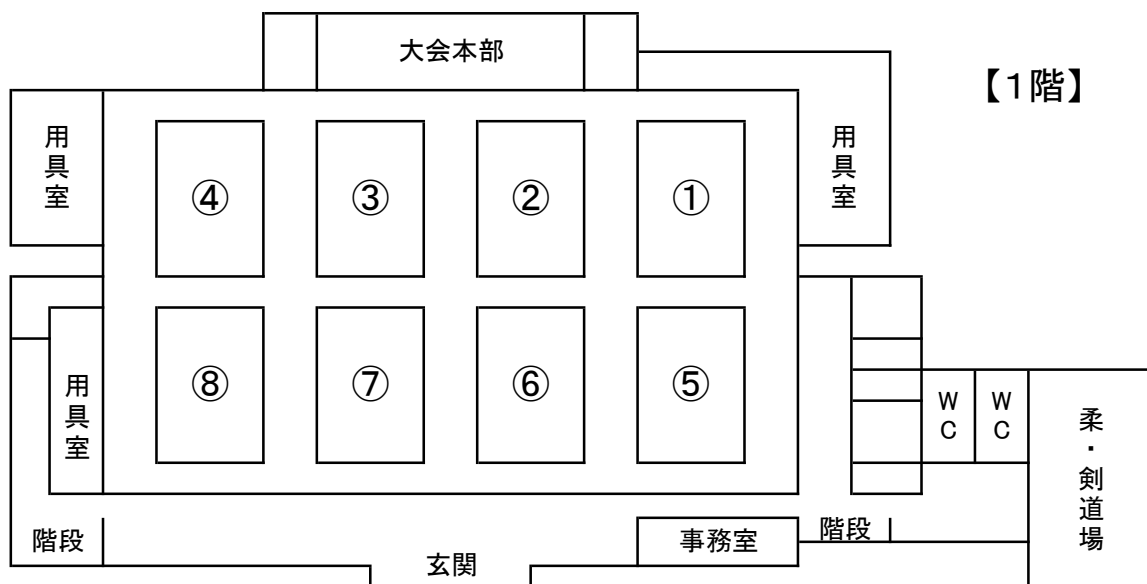 大会本部
【１階】
用具室
用具室
④
③
②
①
⑧
⑦
⑥
⑤
用具室
WC
WC
柔・剣道場
階段
玄関
事務室
階段